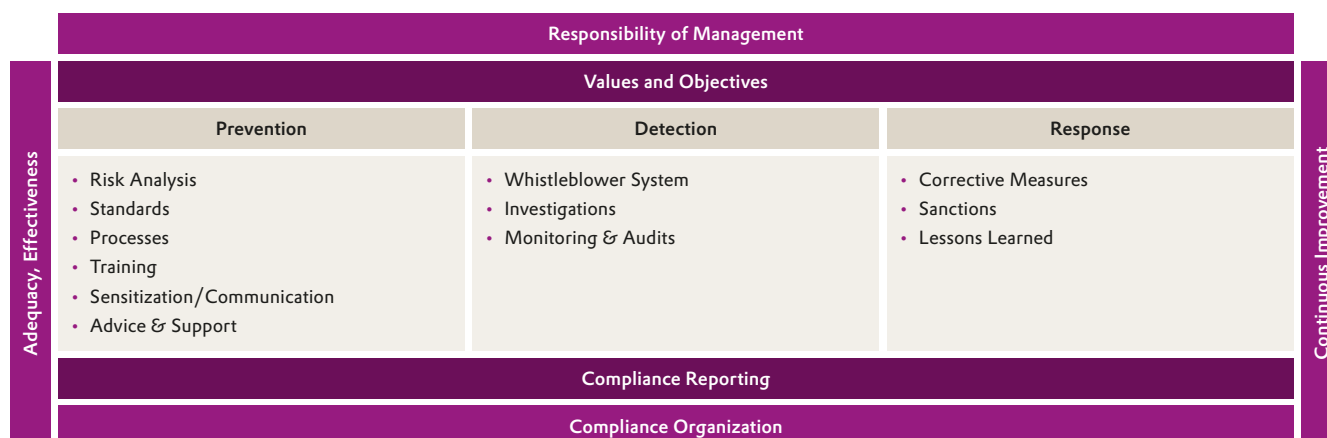 Responsibility of Management
Adequacy, Effectiveness
Values and Objectives
Prevention
• Risk Analysis
• Standards
• Processes
• Training
• Sensitization/Communication
• Advice & Support
Detection
• Whistleblower System
• Investigations
• Monitoring & Audits
Response
• Corrective Measures
• Sanctions
• Lessons Learned
Continuous Improvement
Compliance Reporting
Compliance Organization